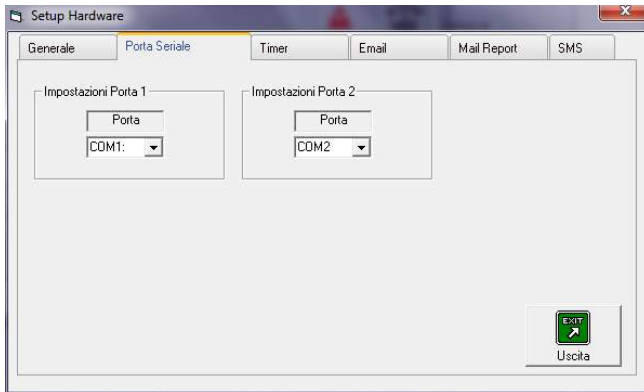 Setup Hardware
Generale
Porta Seriale
Timer
Email
Mail Report
SMS
Impostazioni Porta 1
Porta
COM1:
Impostazioni Porta 2
Porta
COM2
EXIT
Uscita